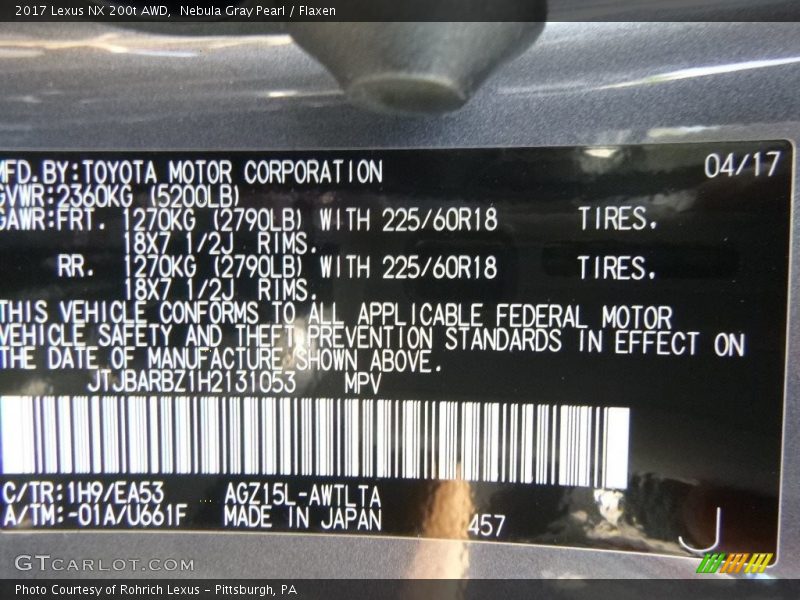 2017 Lexus NX 200t AWD,  Nebula Gray Pearl / Flaxen
MFD.BY:TOYOTA MOTOR CORPORATION 04/17
GVWR:2360KG (5200LB)
GAWR:FRT. 1270KG (2790LB) WITH 225/60R18 TIRES.
18X7 1/2J RIMS.
RR. 1270KG (2790LB) WITH 225/60R18 TIRES.
18X7 1/2J RIMS.
THIS VEHICLE CONFORMS TO ALL APPLICABLE FEDERAL MOTOR
VEHICLE SAFETY AND THEFT PREVENTION STANDARDS IN EFFECT ON
THE DATE OF MANUFACTURE SHOWN ABOVE.
JTJBARBZ1H2131053 MPV
C/TR:1H9/EA53 AGZ15L-AWTLTA
A/TM:-01A/U661F MADE IN JAPAN 457
J
GTCARLOT.COM
Photo Courtesy of Rohrich Lexus - Pittsburgh, PA